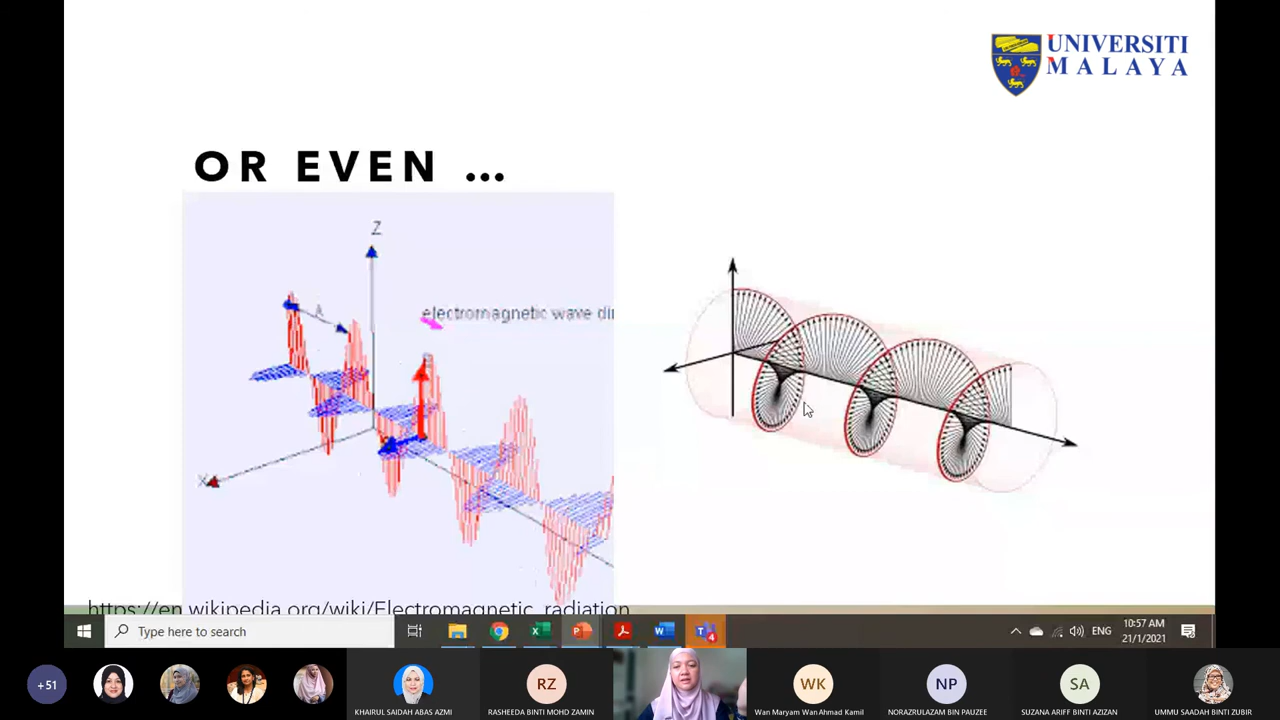 UNIVERSITI
MALAYA
OR EVEN ...
Z
electromagnetic wave
X
https://en.wikipedia.org/wiki/Electromagnetic_radiation
Type here to search
4
ENG
10:57 AM
21/1/2021
+51
RZ
WK
NP
SA
KHAIRUL SAIDAH ABAS AZMI
RASHEEDA BINTI MOHD ZAMIN
Wan Maryam Wan Ahmad Kamil
NORAZRULAZAM BIN PAUZEE
SUZANA ARIFF BINTI AZIZAN
UMMU SAADAH BINTI ZUBIR